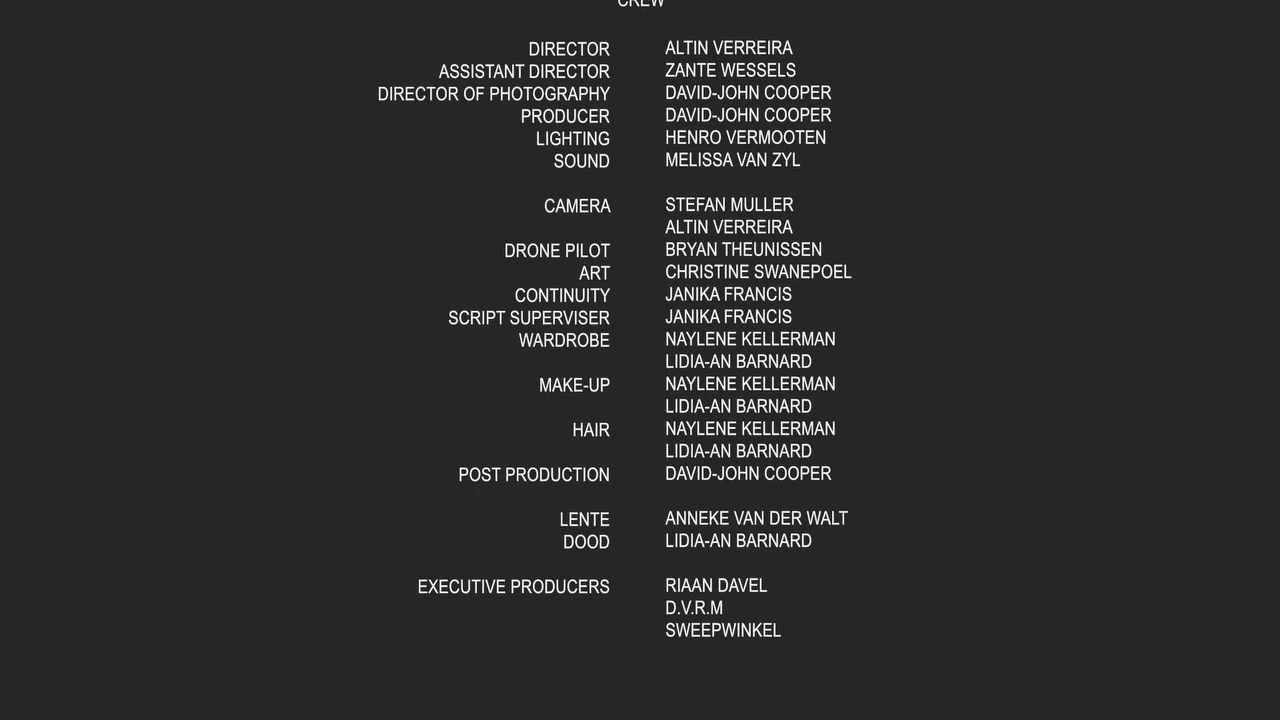 CREW
DIRECTOR ALTIN VERREIRA
ASSISTANT DIRECTOR ZANTE WESSELS
DIRECTOR OF PHOTOGRAPHY DAVID-JOHN COOPER
PRODUCER DAVID-JOHN COOPER
LIGHTING HENRO VERMOOTEN
SOUND MELISSA VAN ZYL
CAMERA STEFAN MULLER
ALTIN VERREIRA
DRONE PILOT BRYAN THEUNISSEN
ART CHRISTINE SWANEPOEL
CONTINUITY JANIKA FRANCIS
SCRIPT SUPERVISER JANIKA FRANCIS
WARDROBE NAYLENE KELLERMAN
LIDIA-AN BARNARD
MAKE-UP NAYLENE KELLERMAN
LIDIA-AN BARNARD
HAIR NAYLENE KELLERMAN
LIDIA-AN BARNARD
POST PRODUCTION DAVID-JOHN COOPER
LENTE ANNEKE VAN DER WALT
DOOD LIDIA-AN BARNARD
EXECUTIVE PRODUCERS RIAAN DAVEL
D.V.R.M
SWEEPWINKEL